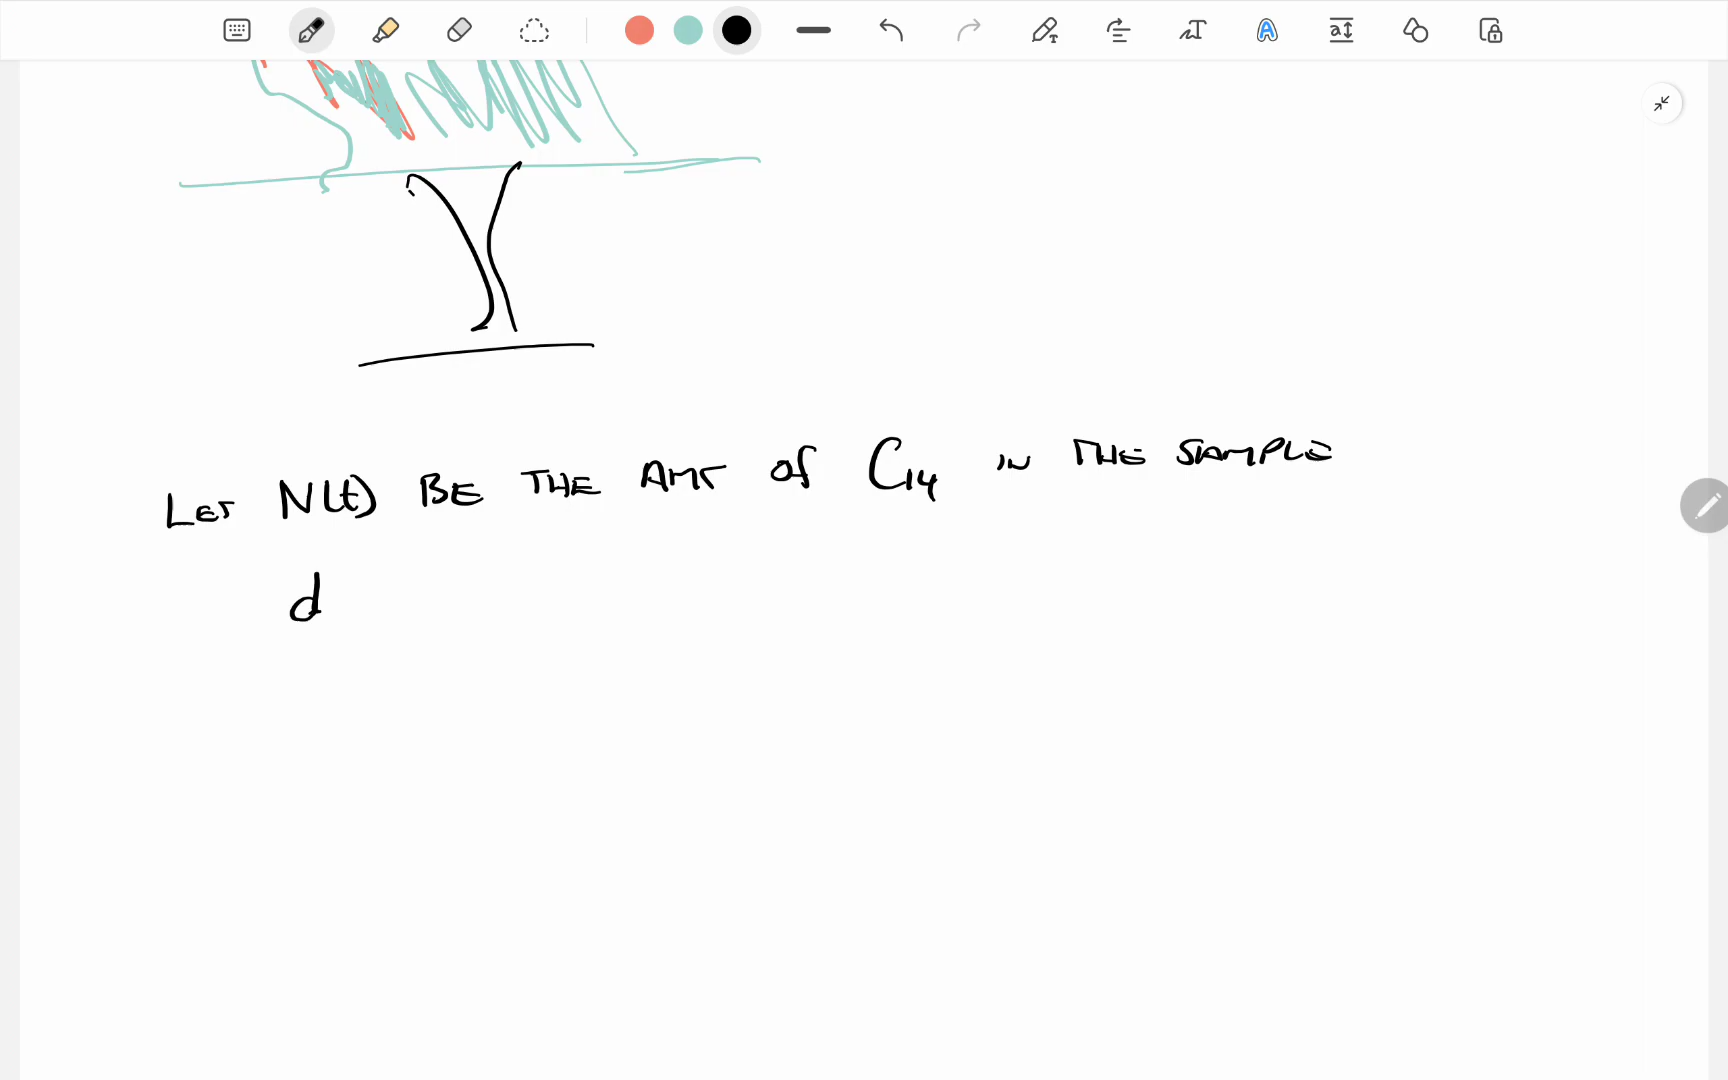 LET N(t) BE THE AMT of C14 IN THE SAMPLE
d